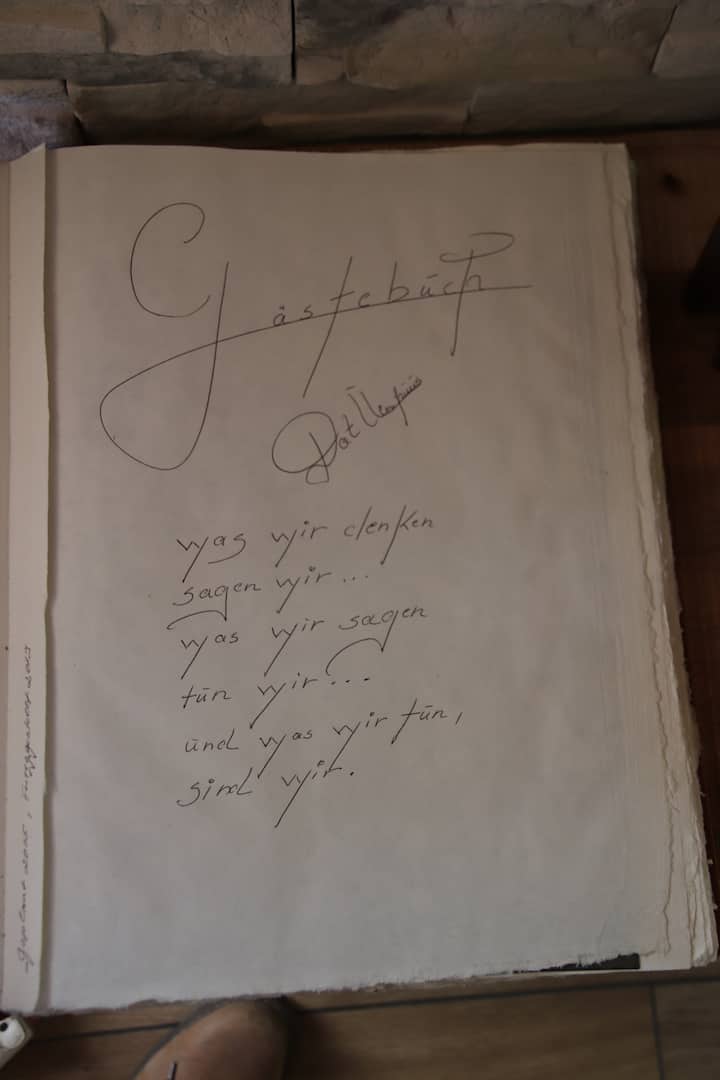 Gästebuch
was wir denken
sagen wir...
was wir sagen
tun wir...
und was wir tun,
sind wir.